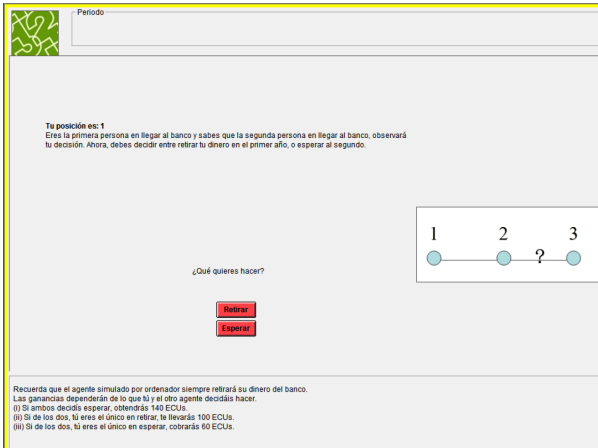 Periodo
Tu posición es: 1
Eres la primera persona en llegar al banco y sabes que la segunda persona en llegar al banco, observará
tu decisión. Ahora, debes decidir entre retirar tu dinero en el primer año, o esperar al segundo.
1 2 3
?
¿Qué quieres hacer?
Retirar
Esperar
Recuerda que el agente simulado por ordenador siempre retirará su dinero del banco.
Las ganancias dependerán de lo que tú y el otro agente decidáis hacer.
(i) Si ambos decidís esperar, obtendrás 140 ECUs.
(ii) Si de los dos, tú eres el único en retirar, te llevarás 100 ECUs.
(iii) Si de los dos, tú eres el único en esperar, cobrarás 60 ECUs.